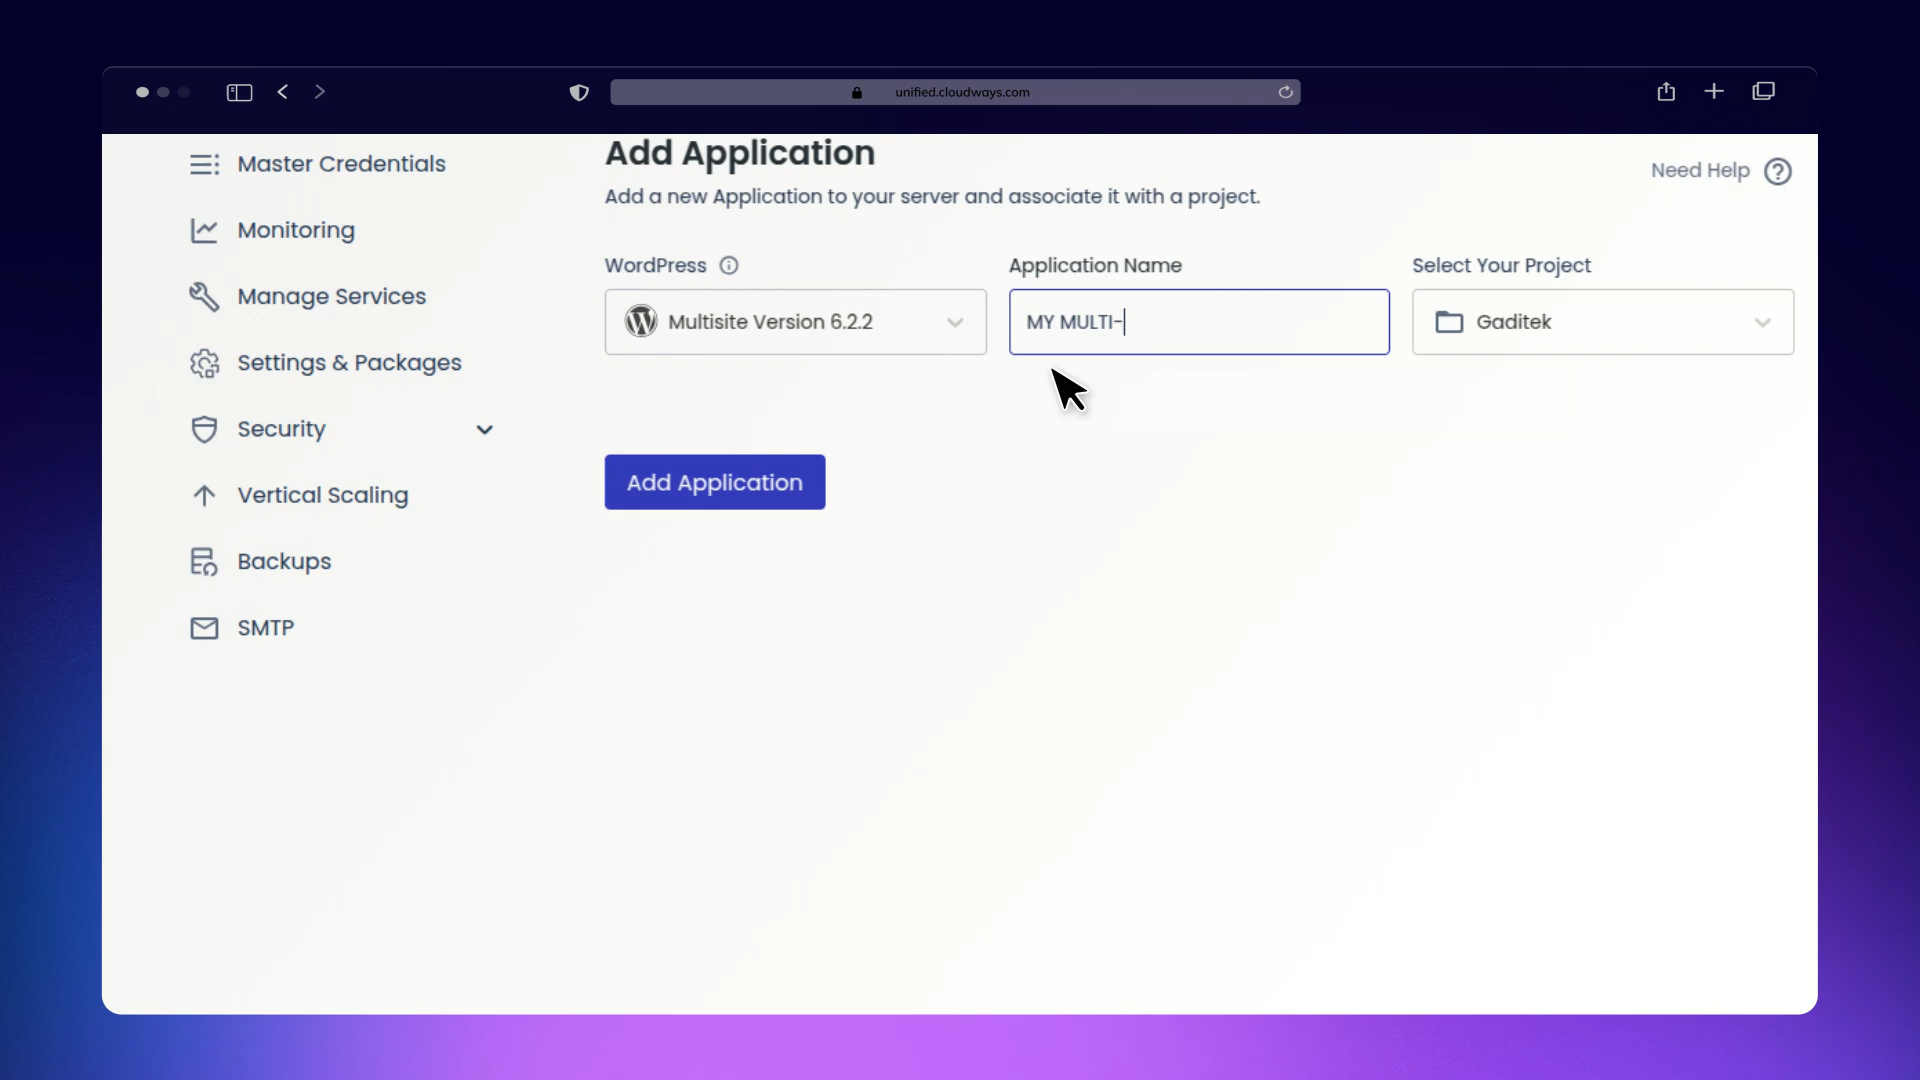 unified.cloudways.com
Master Credentials
Monitoring
Manage Services
Settings & Packages
Security
Vertical Scaling
Backups
SMTP
Add Application
Add a new Application to your server and associate it with a project.
Need Help
WordPress
Multisite Version 6.2.2
Application Name
MY MULTI-
Select Your Project
Gaditek
Add Application